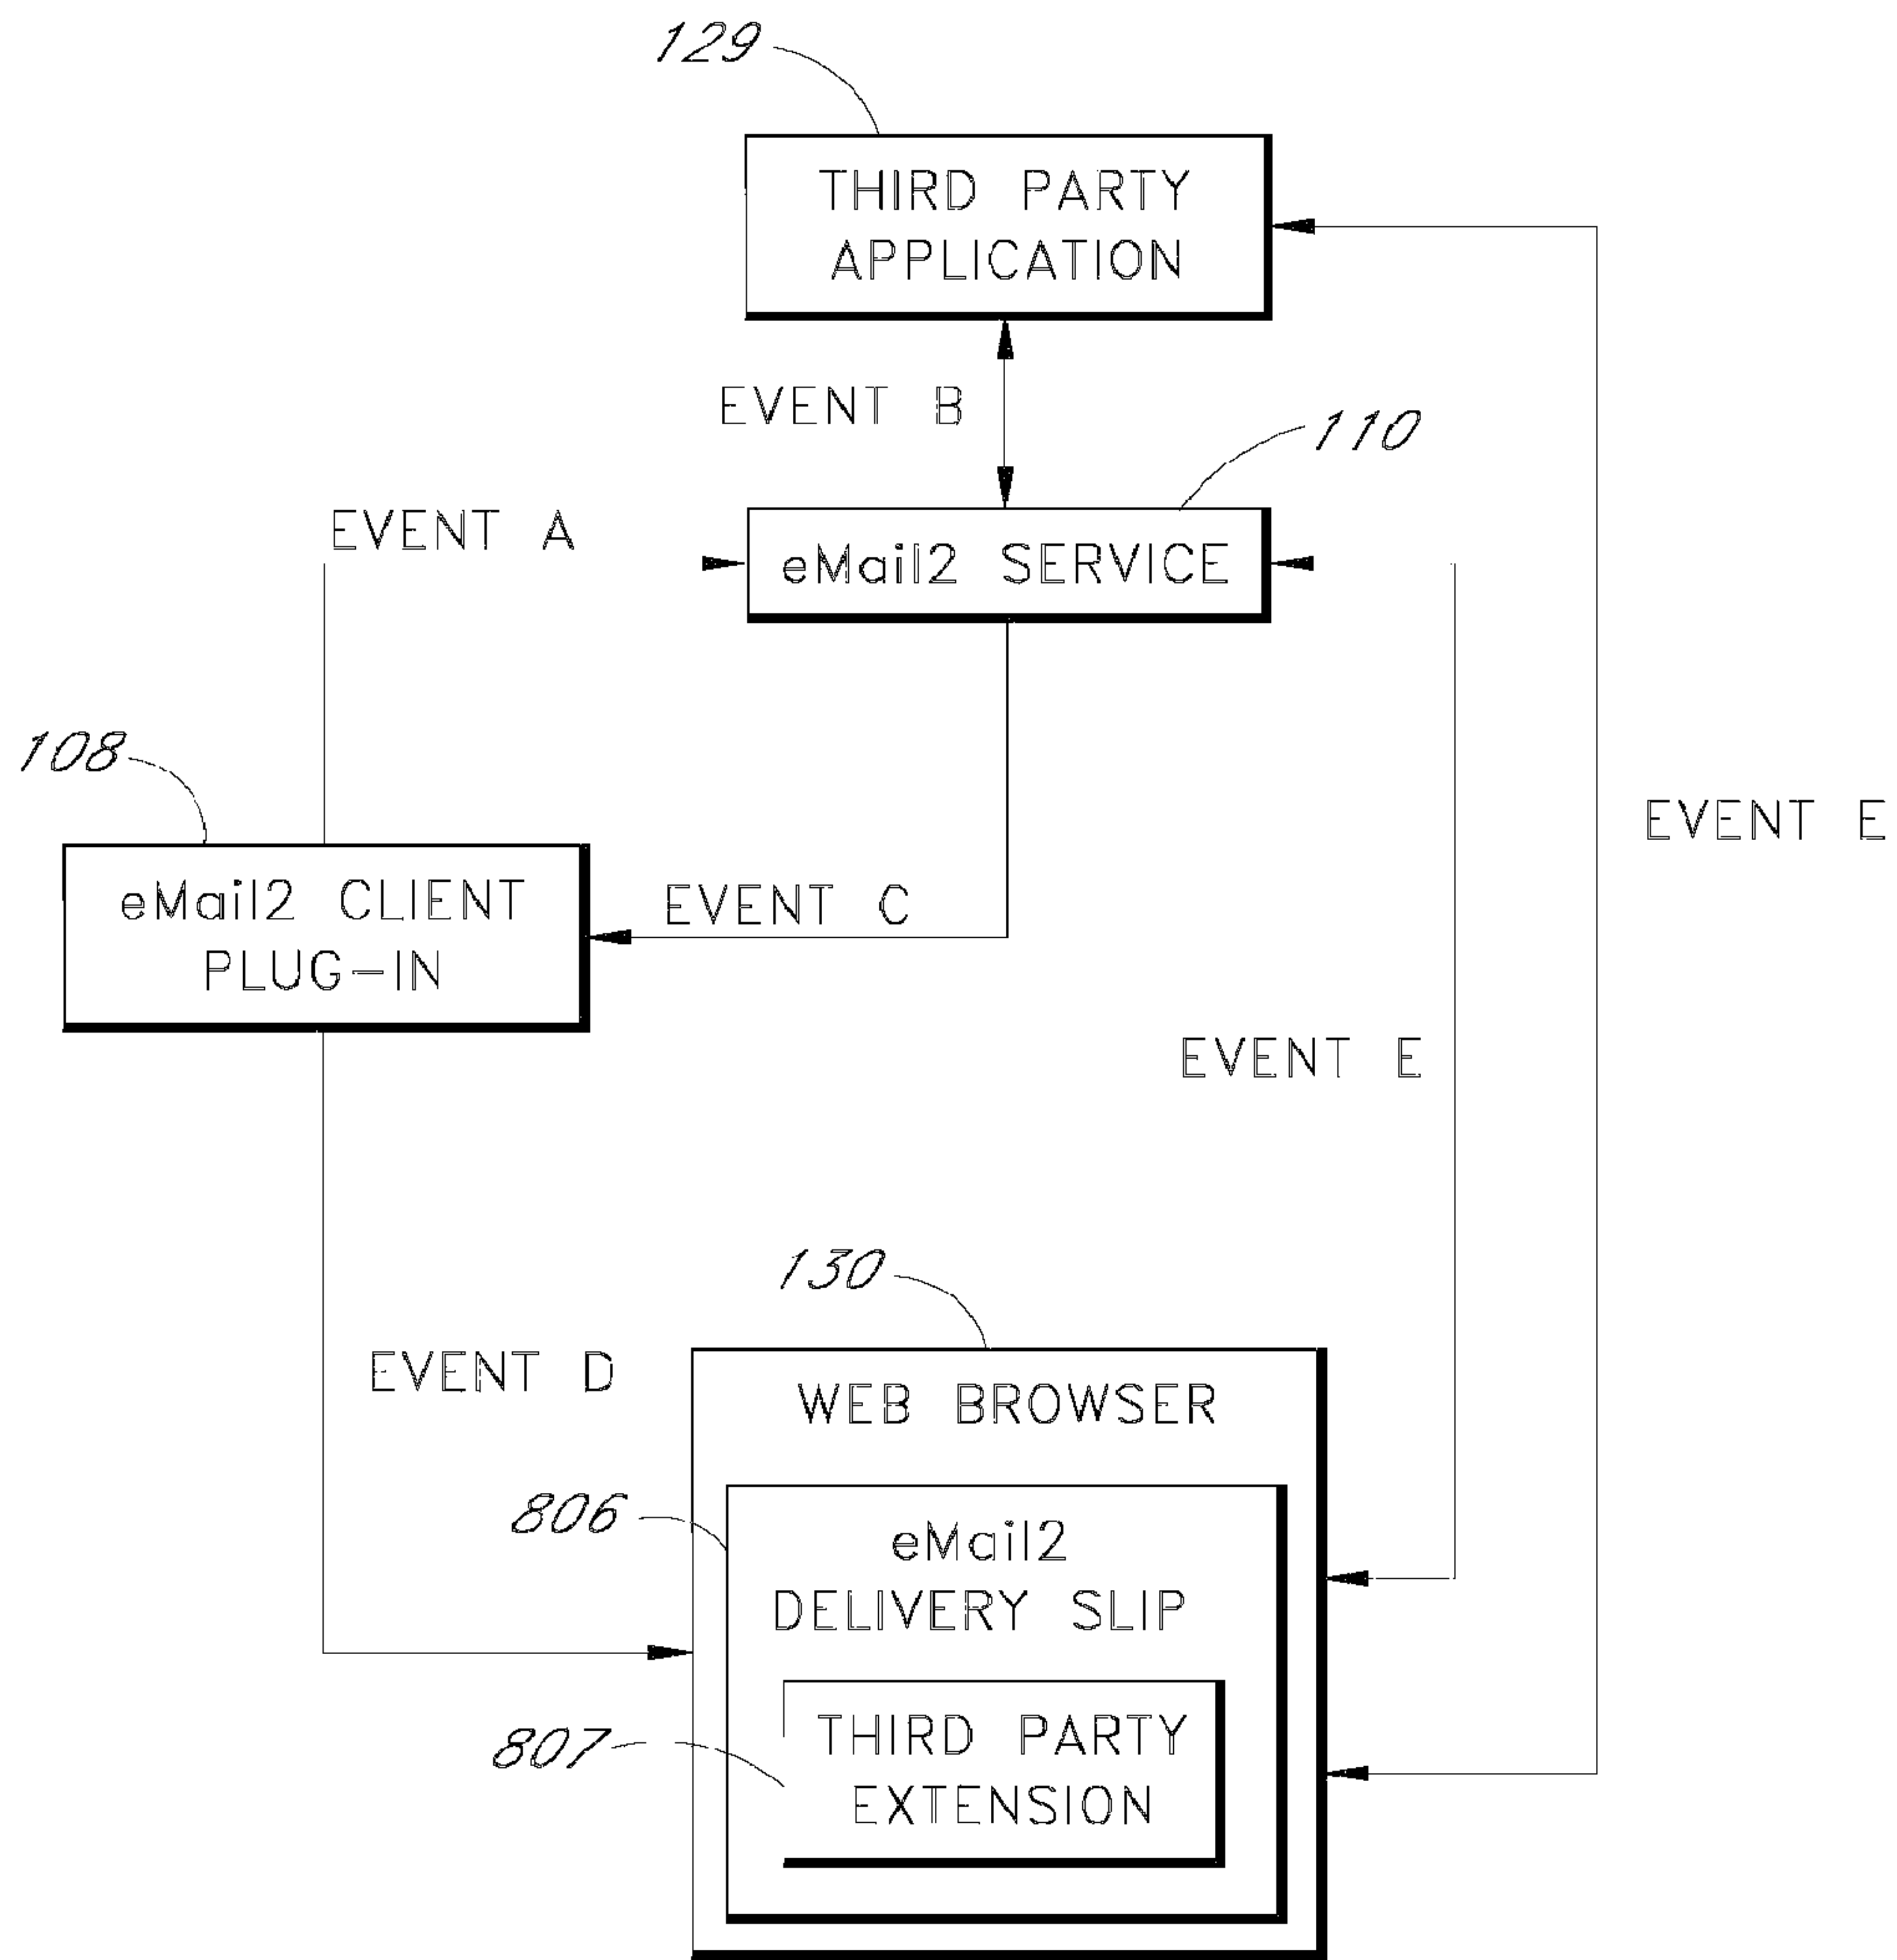 129
THIRD PARTY
APPLICATION
EVENT B
110
EVENT A
eMail2 SERVICE
108
EVENT E
eMail2 CLIENT
PLUG-IN
EVENT C
EVENT E
130
EVENT D
WEB BROWSER
806
eMail2
DELIVERY SLIP
807
THIRD PARTY
EXTENSION